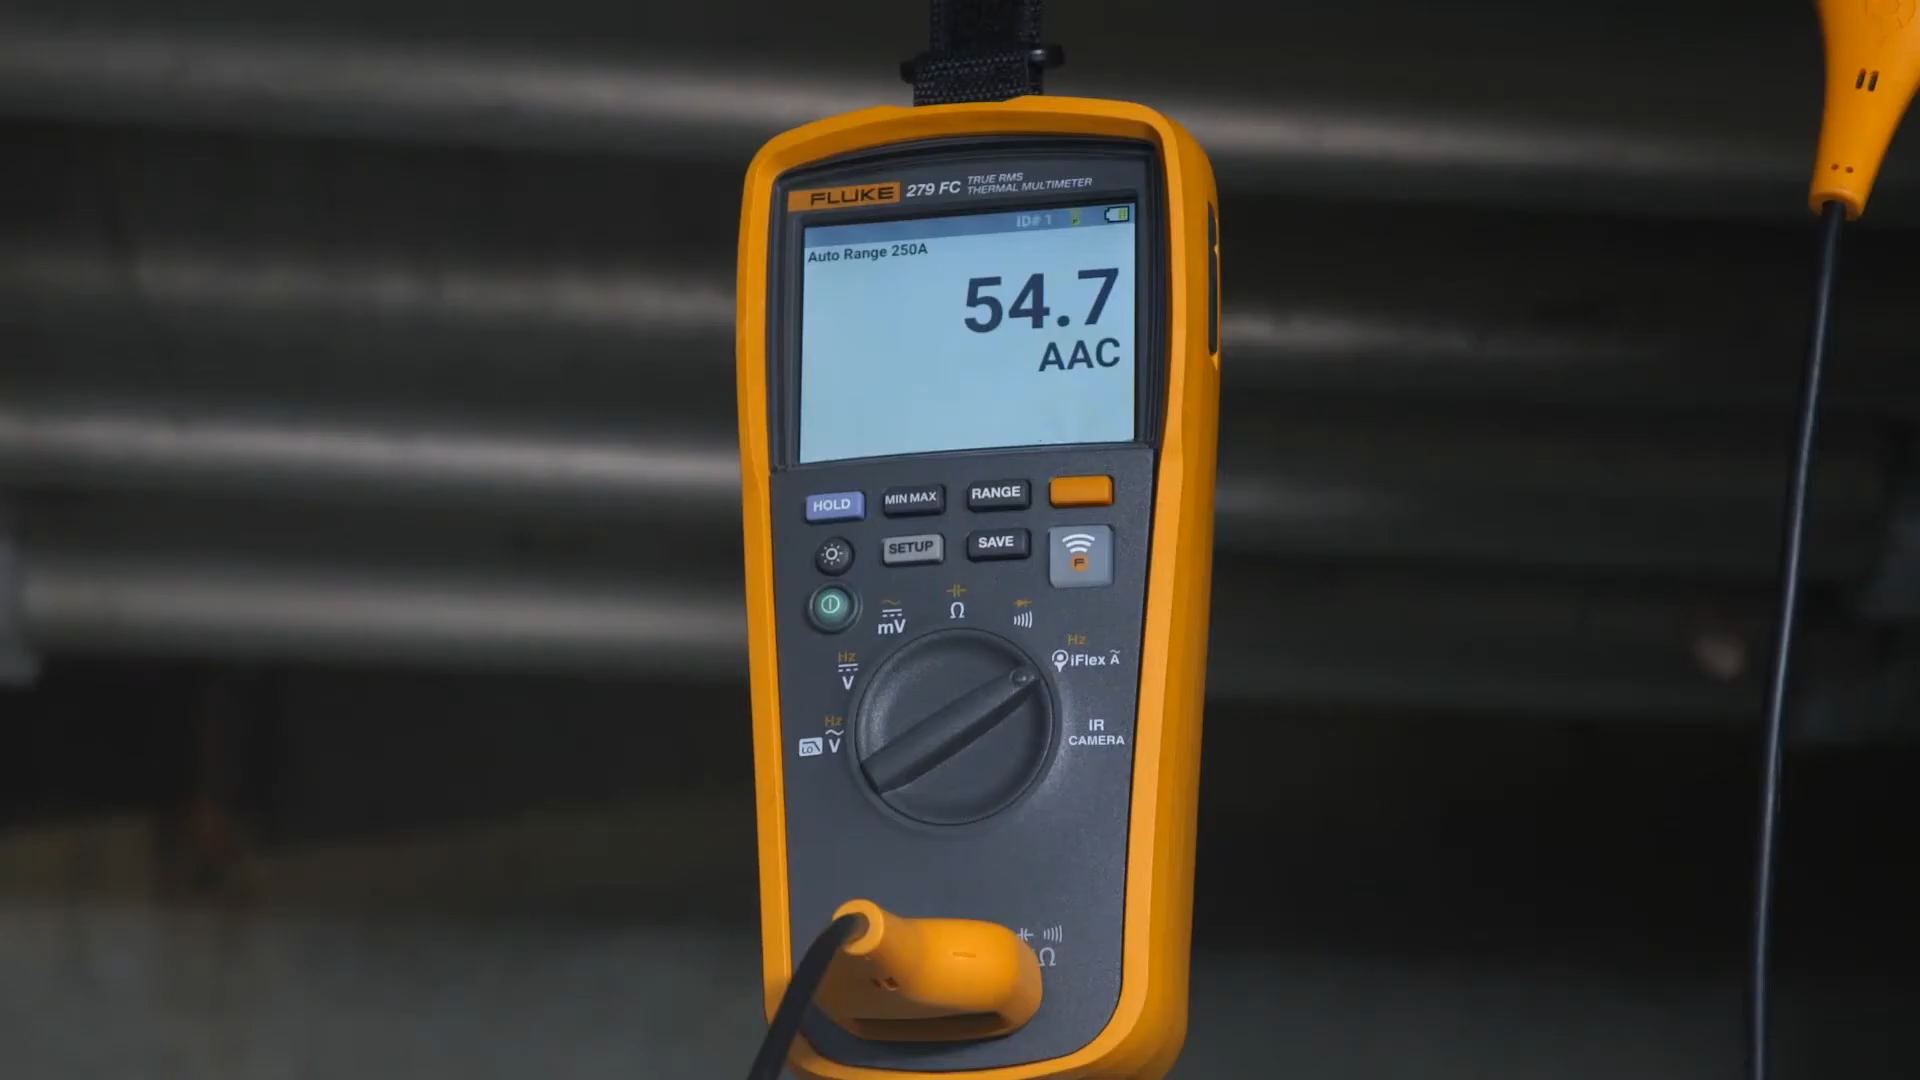 FLUKE 279 FC TRUE RMS
THERMAL MULTIMETER
ID# 1
Auto Range 250A
54.7
AAC
HOLD MIN MAX RANGE
SETUP SAVE
F
mV
Ω
Hz
V
Hz
iFlex A
Hz
LO V
IR
CAMERA
Ω